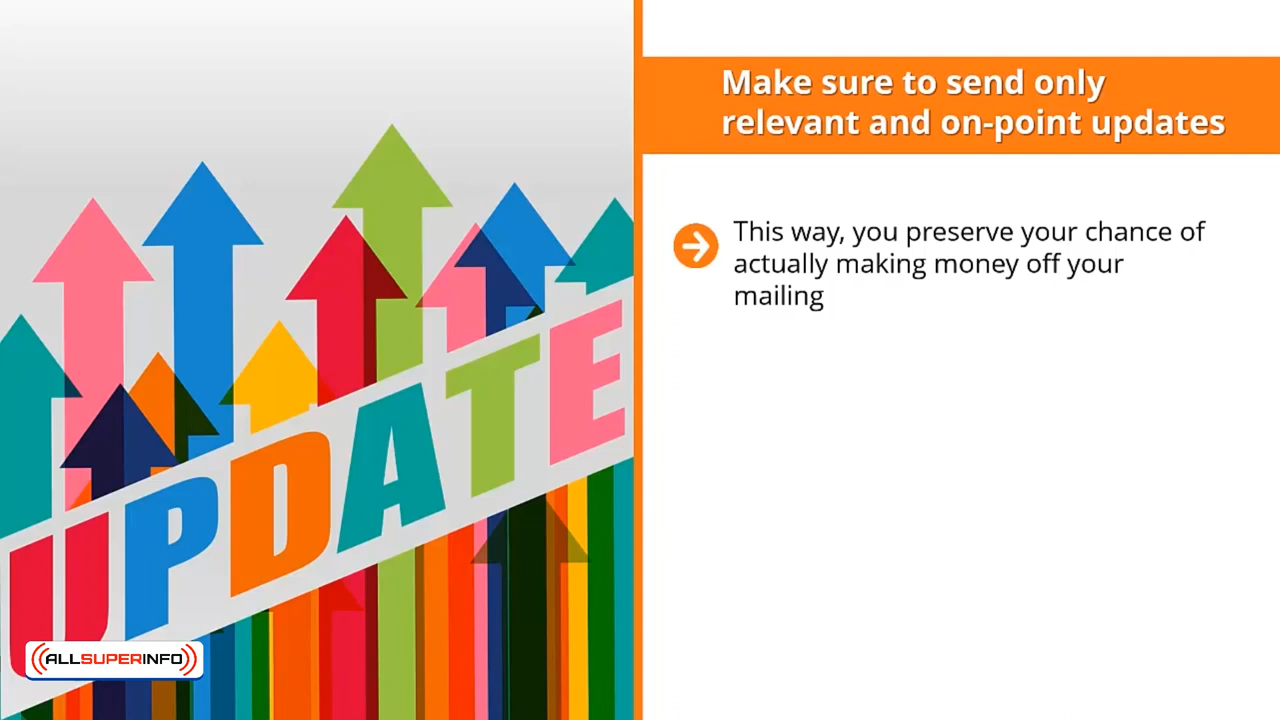 Make sure to send only
relevant and on-point updates
This way, you preserve your chance of
actually making money off your
mailing
UPDATE
ALLSUPERINFO